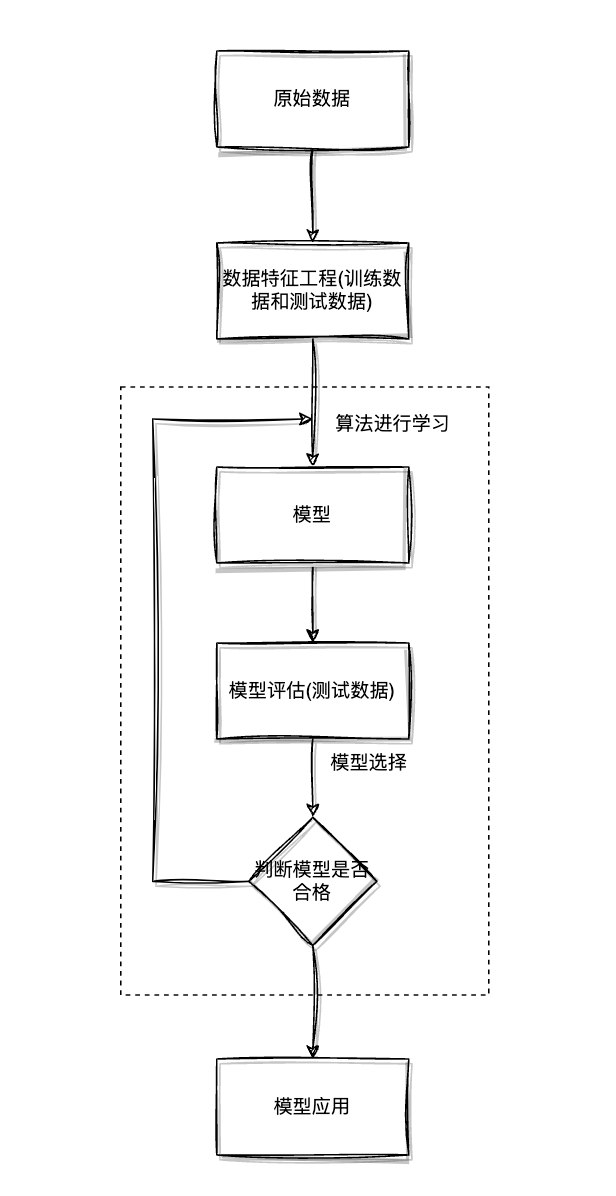 原始数据
数据特征工程(训练数
据和测试数据)
算法进行学习
模型
模型评估(测试数据)
模型选择
判断模型是否
合格
模型应用